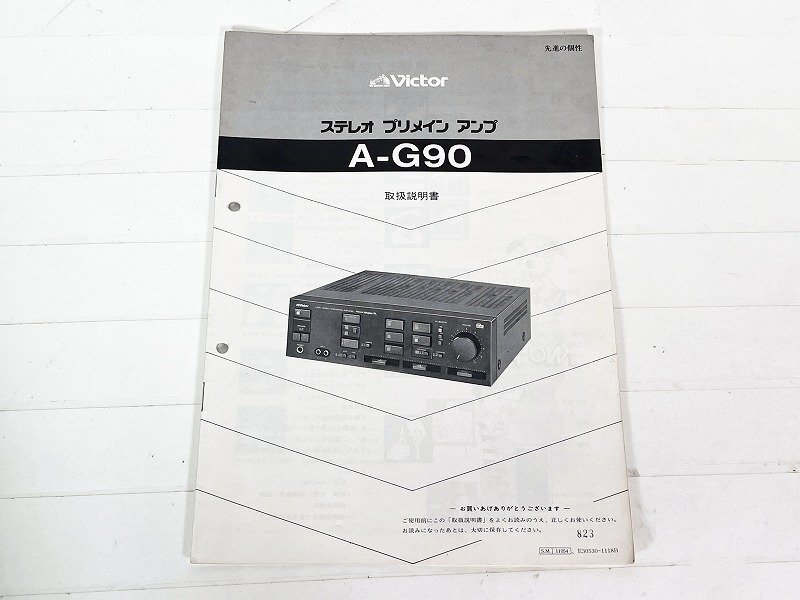 先進の個性
Victor
ステレオ プリメイン アンプ
A-G90
取扱説明書
Victor
― お買いあげありがとうございます ―
ご使用前にこの「取扱説明書」をよくお読みのうえ、正しくお使いください。
お読みになったあとは、大切に保存してください。
823